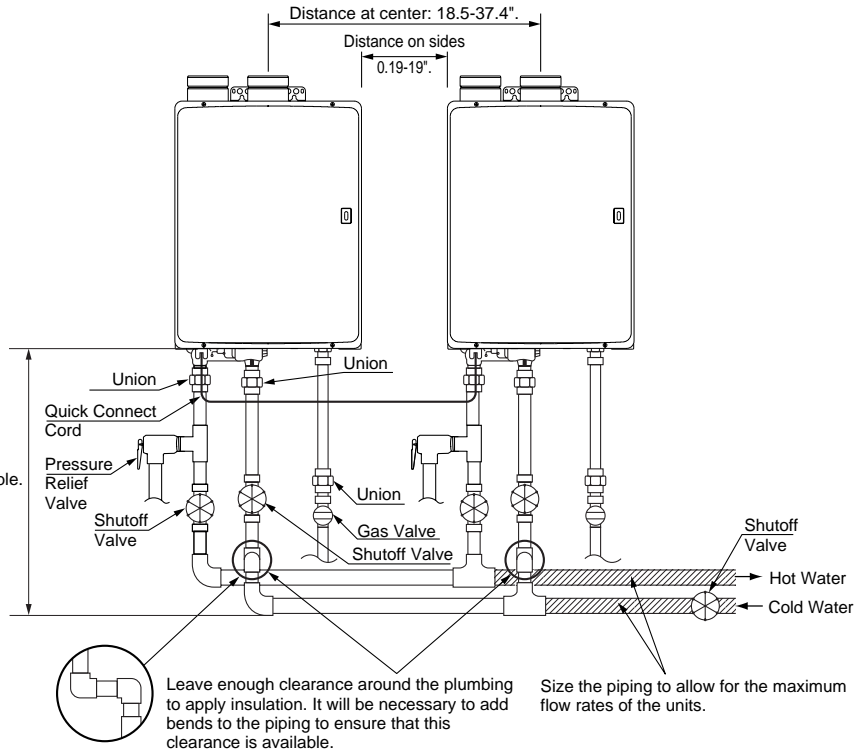 Distance at center: 18.5-37.4".
Distance on sides
0.19-19".
Union
Union
Quick Connect
Cord
Pressure
Relief
Valve
Union
Shutoff
Valve
Gas Valve
Shutoff Valve
Shutoff
Valve
Hot Water
Cold Water
Leave enough clearance around the plumbing
to apply insulation. It will be necessary to add
bends to the piping to ensure that this
clearance is available.
Size the piping to allow for the maximum
flow rates of the units.